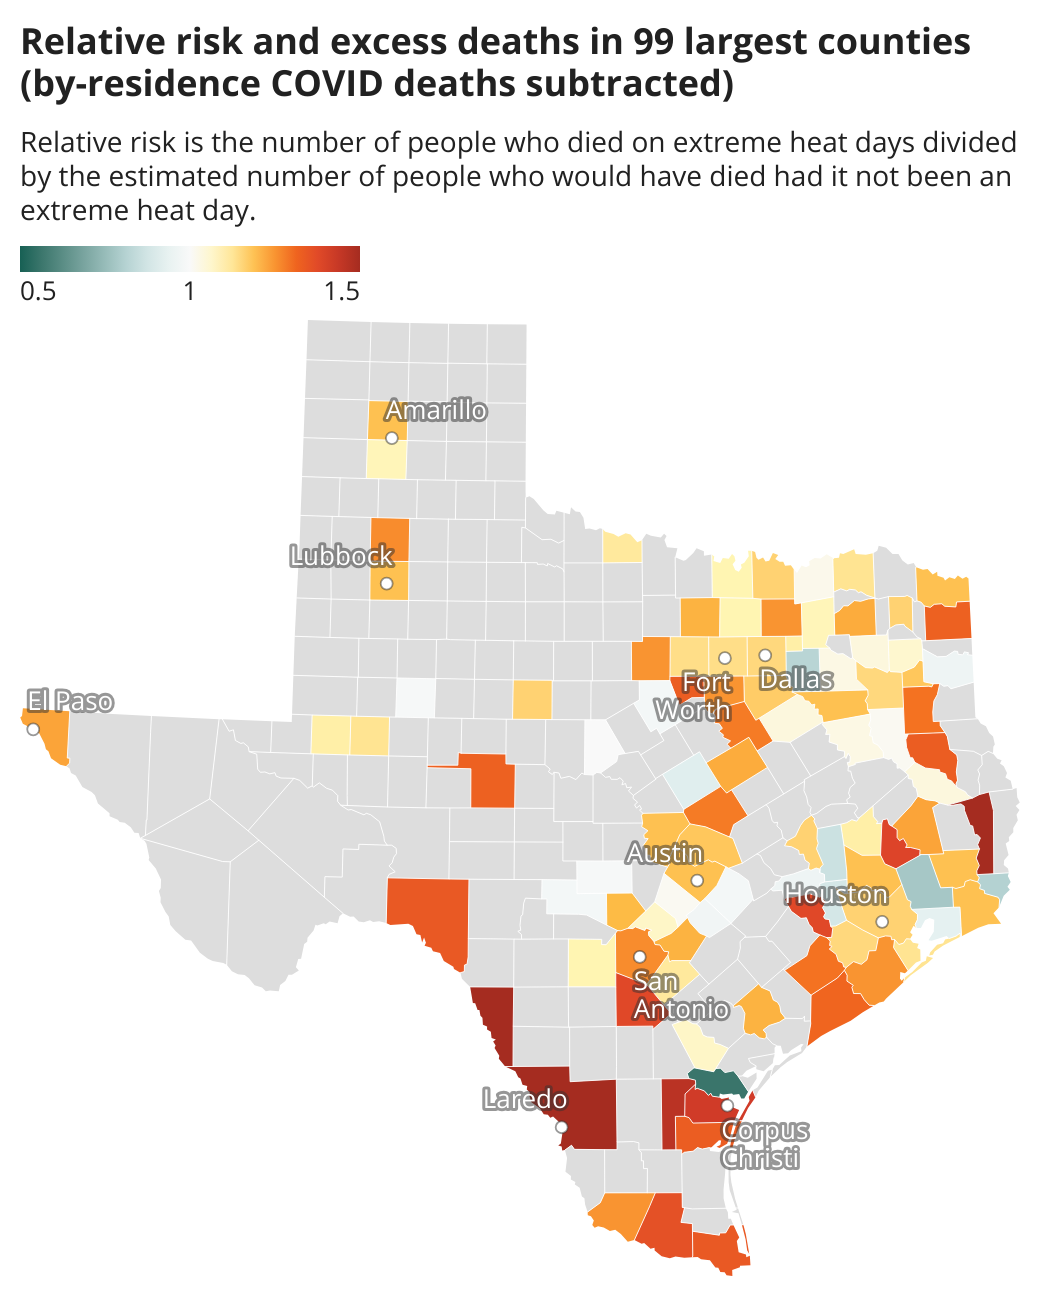 Relative risk and excess deaths in 99 largest counties
(by-residence COVID deaths subtracted)
Relative risk is the number of people who died on extreme heat days divided
by the estimated number of people who would have died had it not been an
extreme heat day.
0.5 1 1.5
Amarillo
Lubbock
El Paso
Fort
Worth
Dallas
Austin
Houston
San
Antonio
Laredo
Corpus
Christi